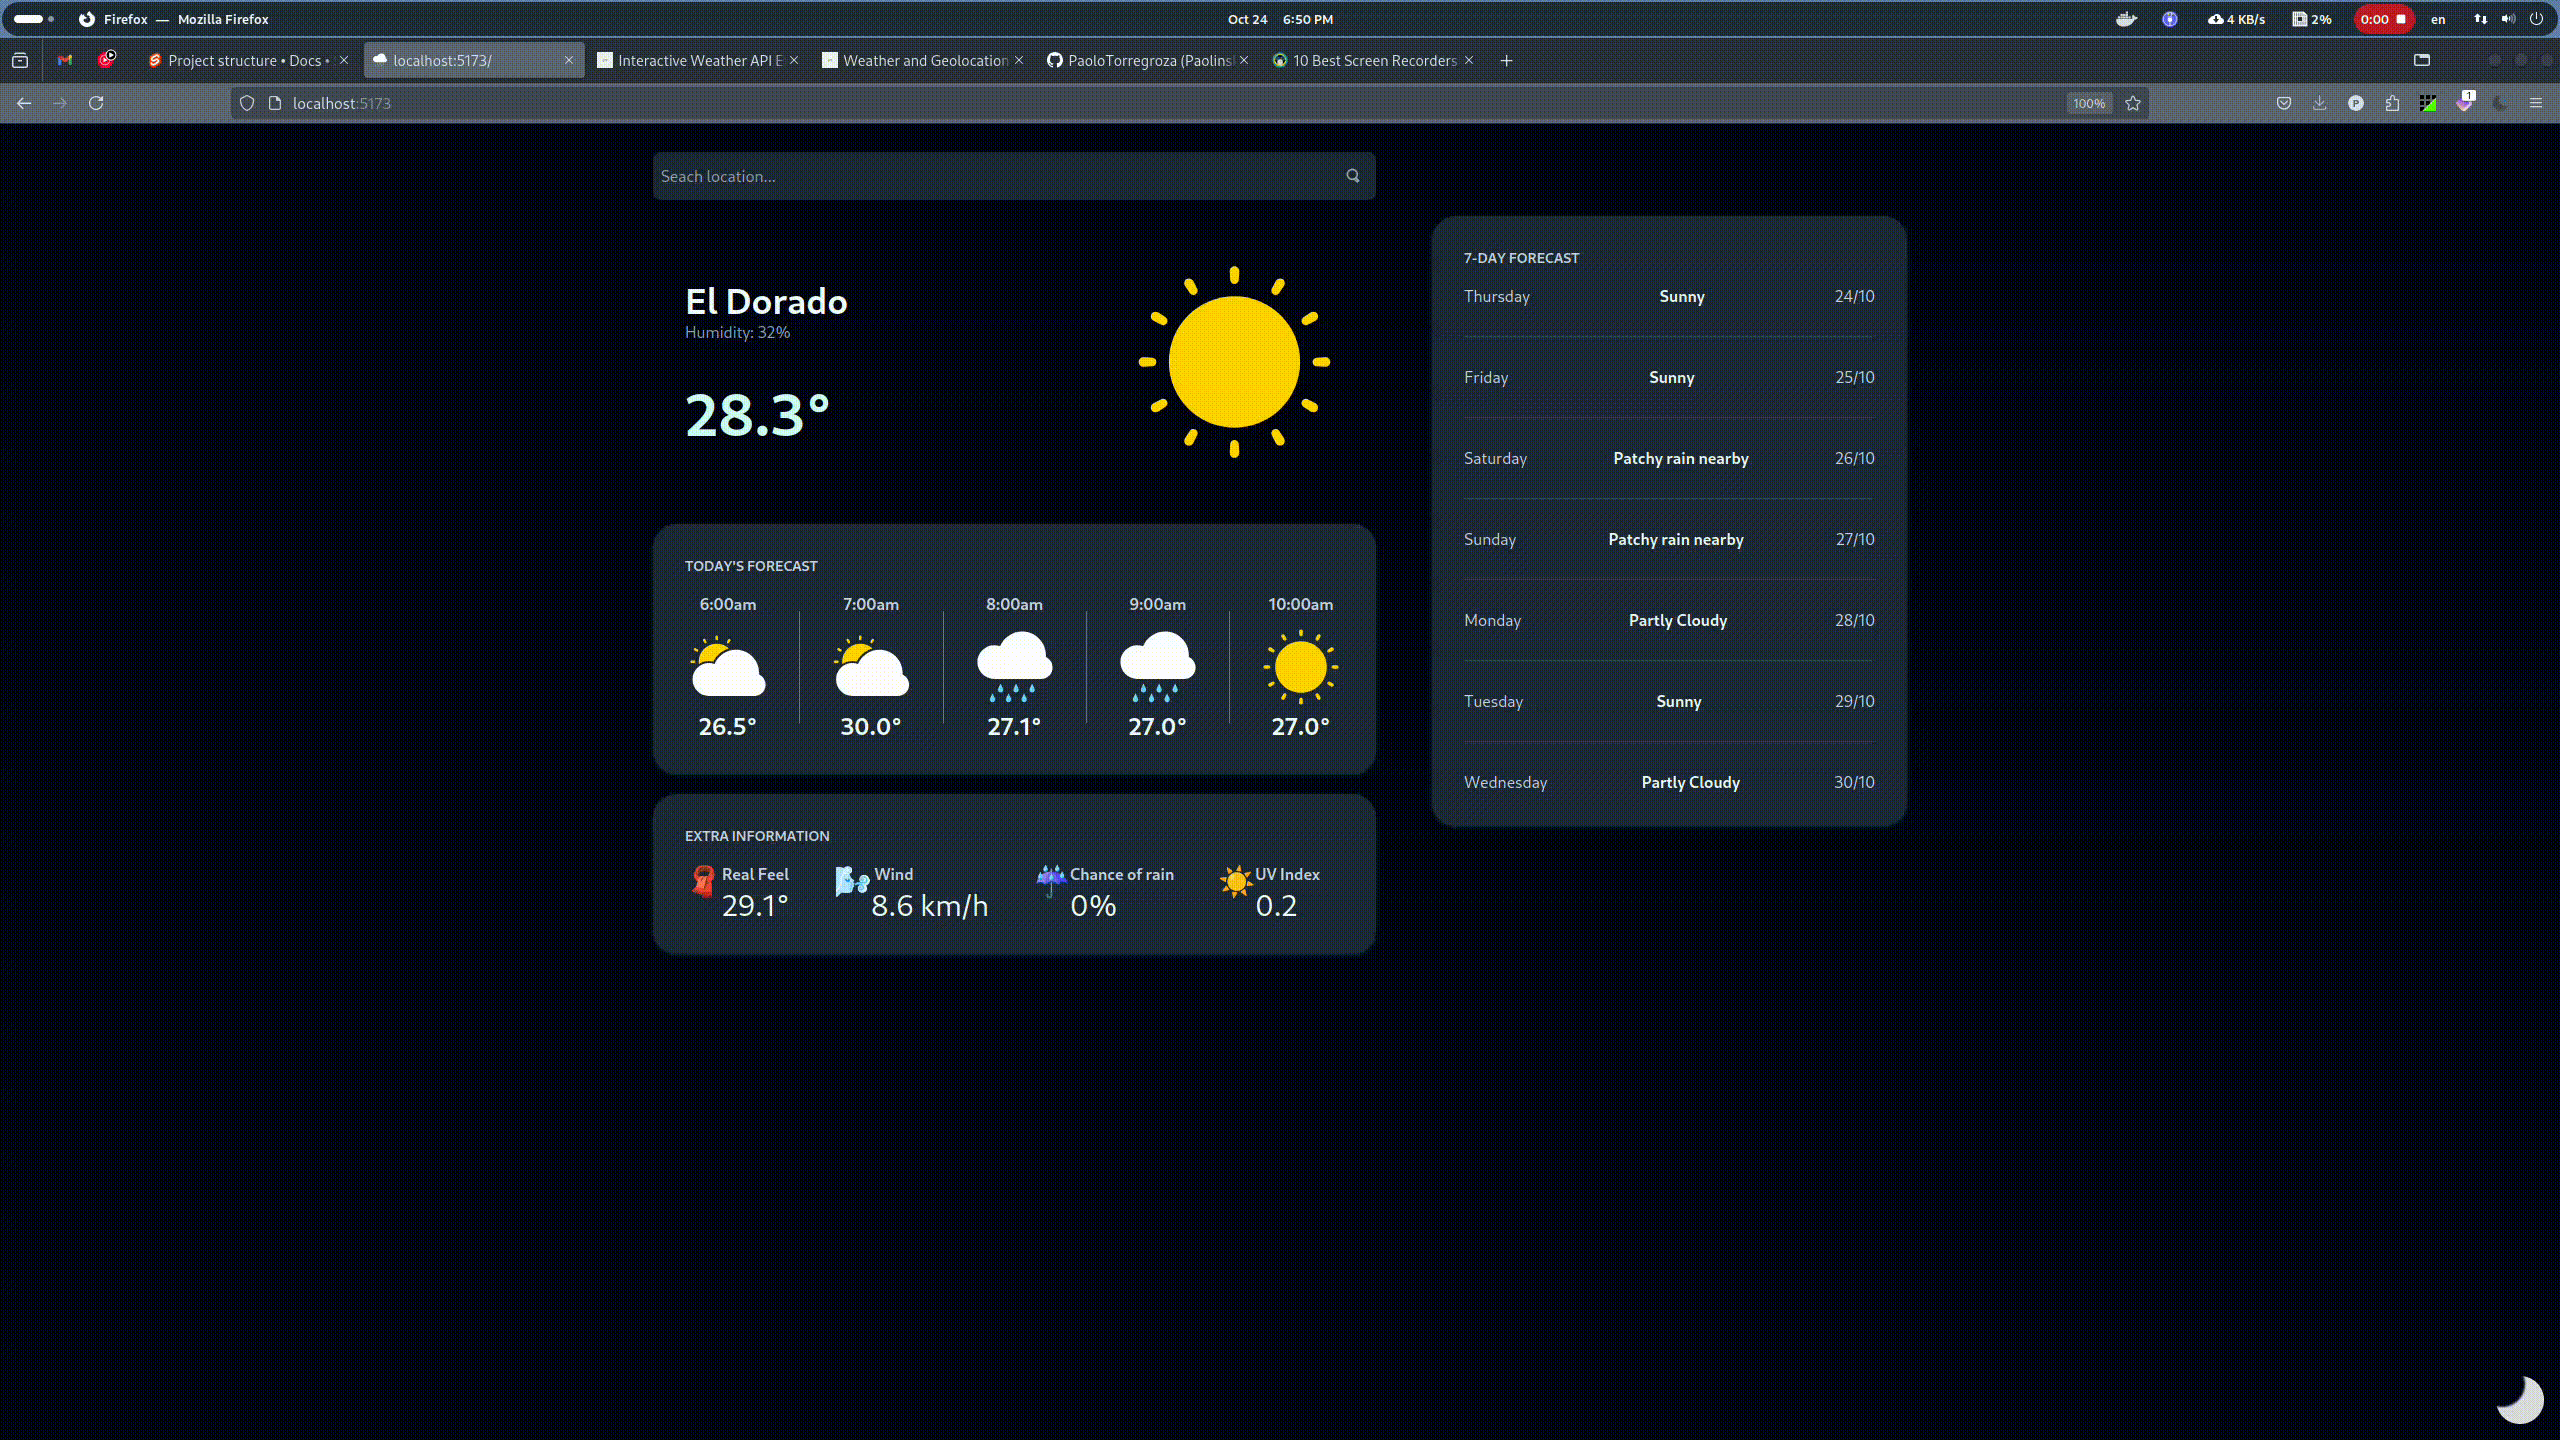 Firefox — Mozilla Firefox
Oct 24 6:50 PM
4 KB/s
2%
0:00
en
Project structure • Docs •
localhost:5173/
Interactive Weather API E
Weather and Geolocation
PaoloTorregroza (Paolins
10 Best Screen Recorders
localhost:5173
100%
1
Seach location...
El Dorado
Humidity: 32%
28.3°
TODAY'S FORECAST
6:00am 7:00am 8:00am 9:00am 10:00am
26.5° 30.0° 27.1° 27.0° 27.0°
EXTRA INFORMATION
Real Feel Wind Chance of rain UV Index
29.1° 8.6 km/h 0% 0.2
7-DAY FORECAST
Thursday Sunny 24/10
Friday Sunny 25/10
Saturday Patchy rain nearby 26/10
Sunday Patchy rain nearby 27/10
Monday Partly Cloudy 28/10
Tuesday Sunny 29/10
Wednesday Partly Cloudy 30/10